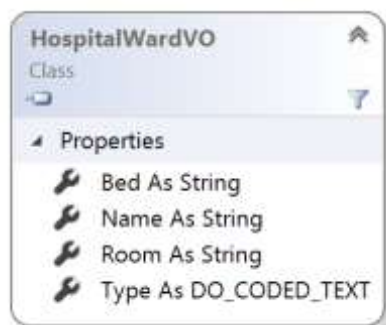 HospitalWardVO
Class
Properties
Bed As String
Name As String
Room As String
Type As DO_CODED_TEXT